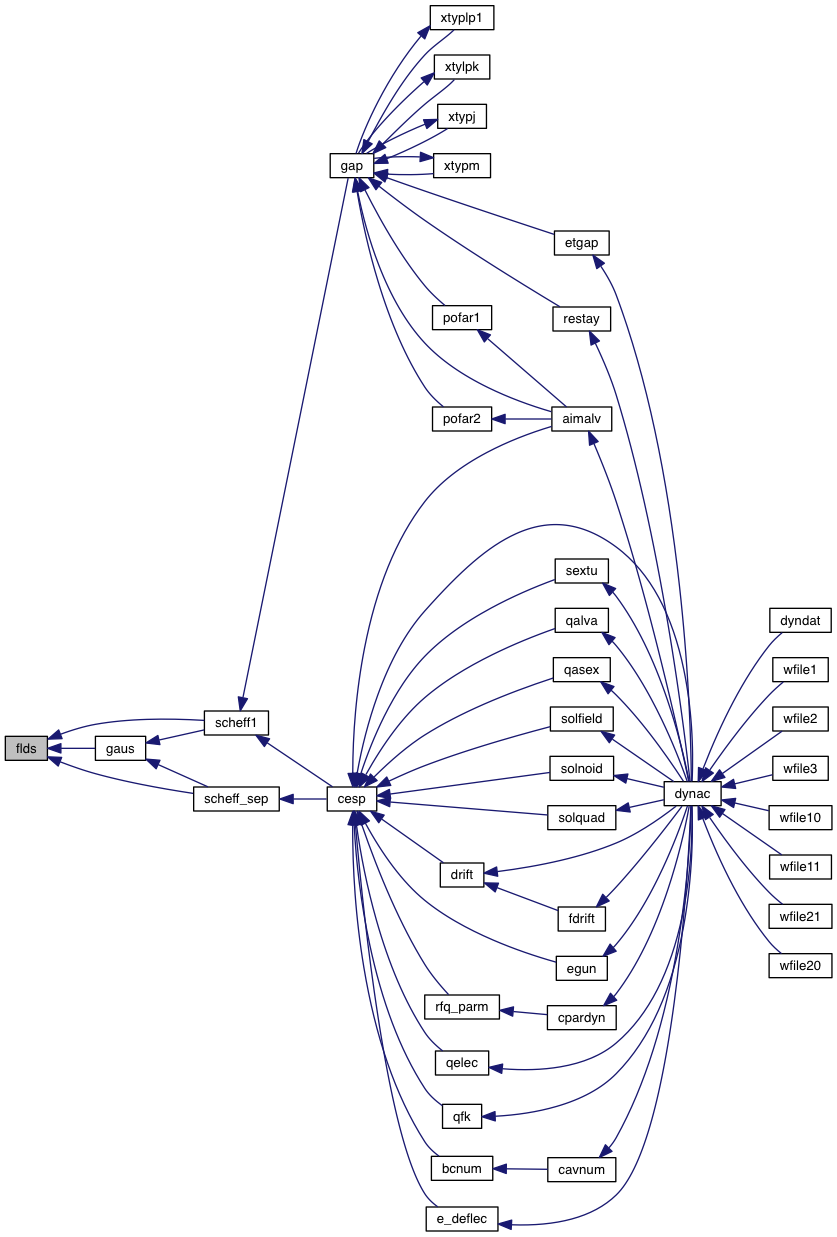 xtyplp1
xtylpk
xtypj
gap
xtypm
etgap
pofar1
restay
pofar2
aimalv
sextu
qalva
dyndat
qasex
wfile1
scheff1
solfield
wfile2
flds
gaus
solnoid
wfile3
scheff_sep
cesp
dynac
solquad
wfile10
drift
wfile11
fdrift
wfile21
egun
wfile20
rfq_parm
cpardyn
qelec
qfk
bcnum
cavnum
e_deflec